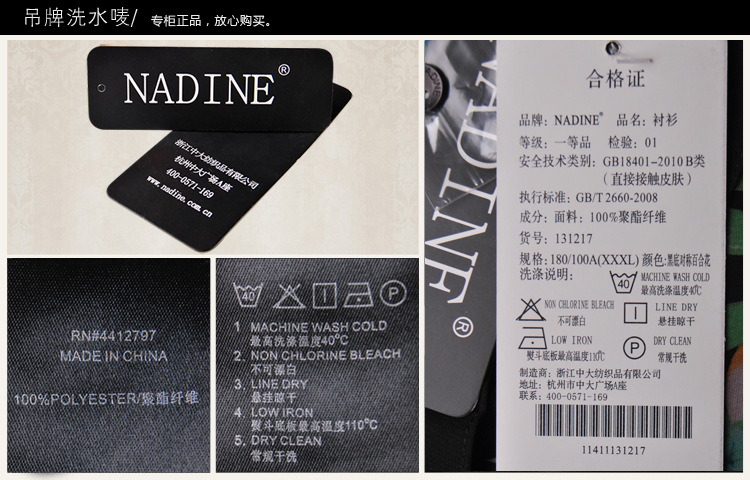 吊牌洗水唛/ 专柜正品，放心购买。
NADINE®
浙江中大纺织品有限公司
杭州中大广场A座
400-0571-169
www.nadine.com.cn
RN#4412797
MADE IN CHINA
100%POLYESTER/聚酯纤维
40 P
1 MACHINE WASH COLD
最高洗涤温度40℃
2. NON CHLORINE BLEACH
不可漂白
3. LINE DRY
悬挂晾干
4. LOW IRON
熨斗底板最高温度110℃
5. DRY CLEAN
常规干洗
NADINE®
合格证
品牌: NADINE® 品名: 衬衫
等级: 一等品 检验: 01
安全技术类别: GB18401-2010 B类
（直接接触皮肤）
执行标准: GB/T 2660-2008
成分: 面料: 100%聚酯纤维
货号: 131217
规格: 180/100A(XXXL) 颜色: 黑底对称百合花
洗涤说明: 40 MACHINE WASH COLD
最高洗涤温度40℃
NON CHLORINE BLEACH
不可漂白
LINE DRY
悬挂晾干
LOW IRON
熨斗底板最高温度110℃
P DRY CLEAN
常规干洗
制造商: 浙江中大纺织品有限公司
地址: 杭州市中大广场A座
联系: 400-0571-169
11411131217